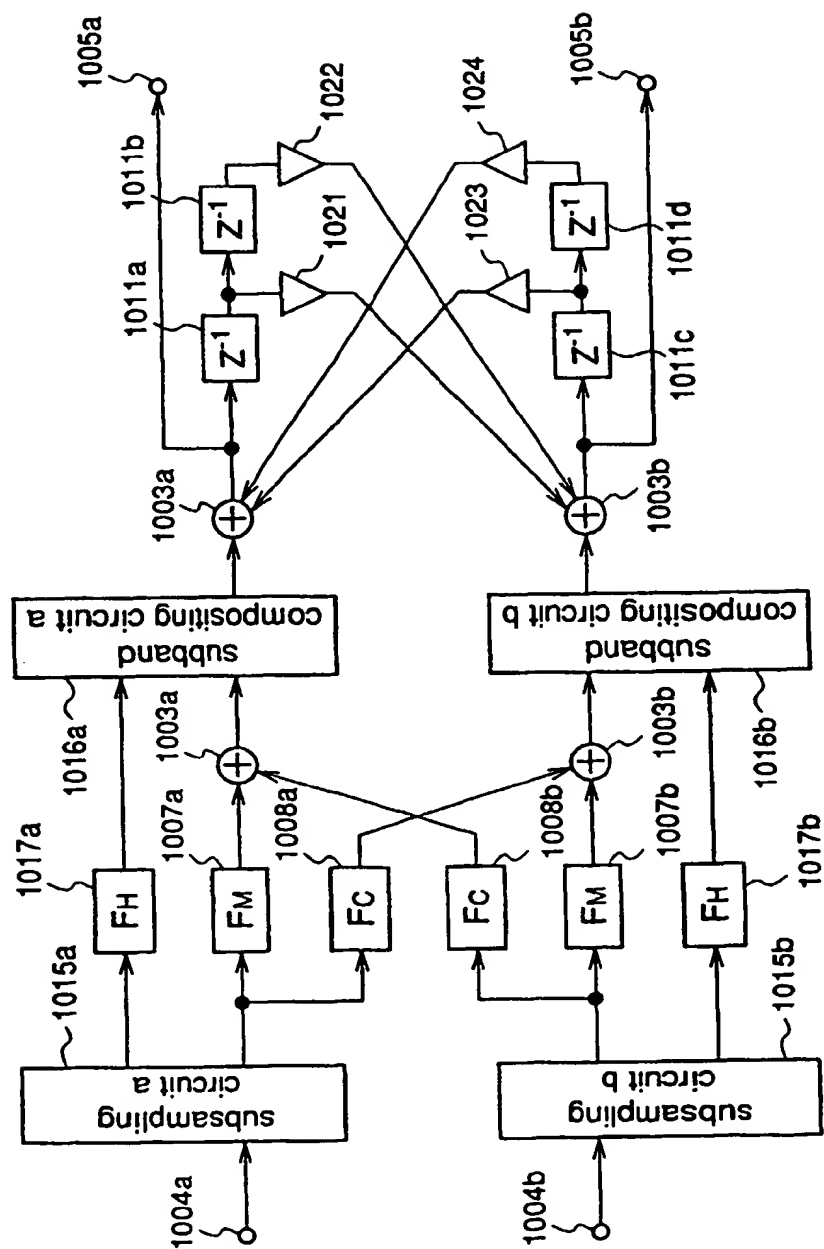 1004a
1015a
subsampling
circuit a
1017a
FH
1007a
FM
1008a
FC
1016a
1003a
subband
compositing circuit a
1003a
1011a
Z-1
1011b
Z-1
1021
1022
1005a
1004b
1015b
subsampling
circuit b
FC
1008b
FM
1007b
FH
1017b
1003b
1016b
subband
compositing circuit b
1003b
1023
1024
Z-1
1011c
Z-1
1011d
1005b